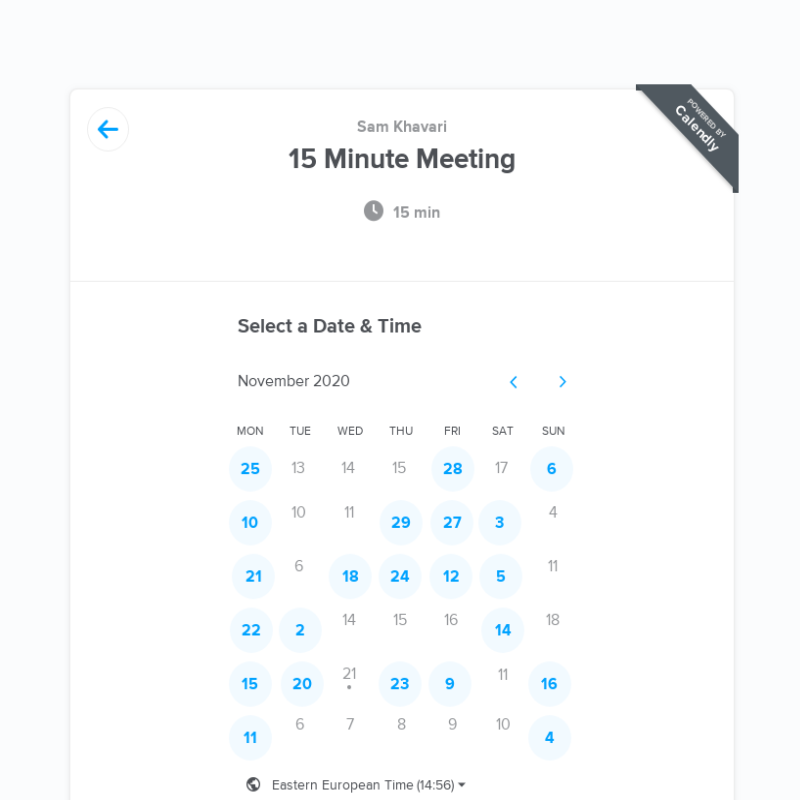 POWERED BY
Calendly
Sam Khavari
15 Minute Meeting
15 min
Select a Date & Time
November 2020
MON TUE WED THU FRI SAT SUN
25 13 14 15 28 17 6
10 10 11 29 27 3 4
21 6 18 24 12 5 11
22 2 14 15 16 14 18
15 20 21 23 9 11 16
11 6 7 8 9 10 4
Eastern European Time (14:56)